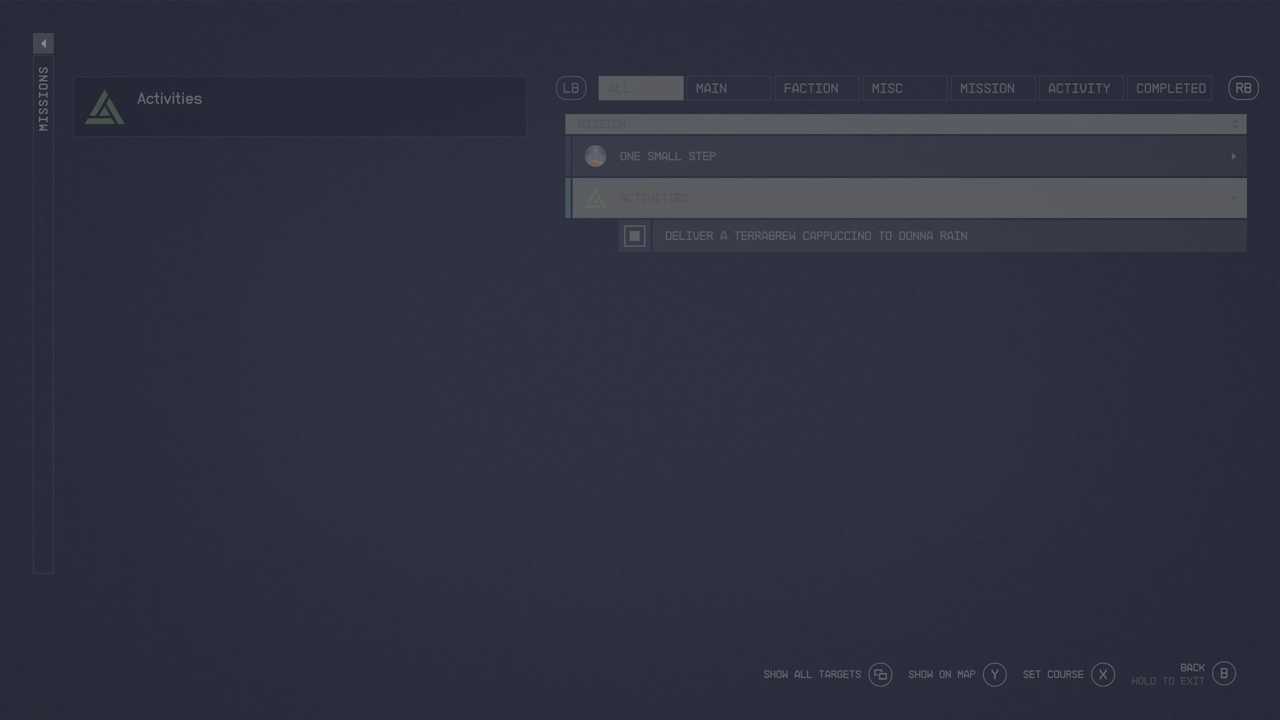 MISSIONS
Activities
LB
ALL
MAIN
FACTION
MISC
MISSION
ACTIVITY
COMPLETED
RB
MISSION
ONE SMALL STEP
ACTIVITIES
DELIVER A TERRABREW CAPPUCCINO TO DONNA RAIN
SHOW ALL TARGETS
SHOW ON MAP Y
SET COURSE X
BACK B
HOLD TO EXIT